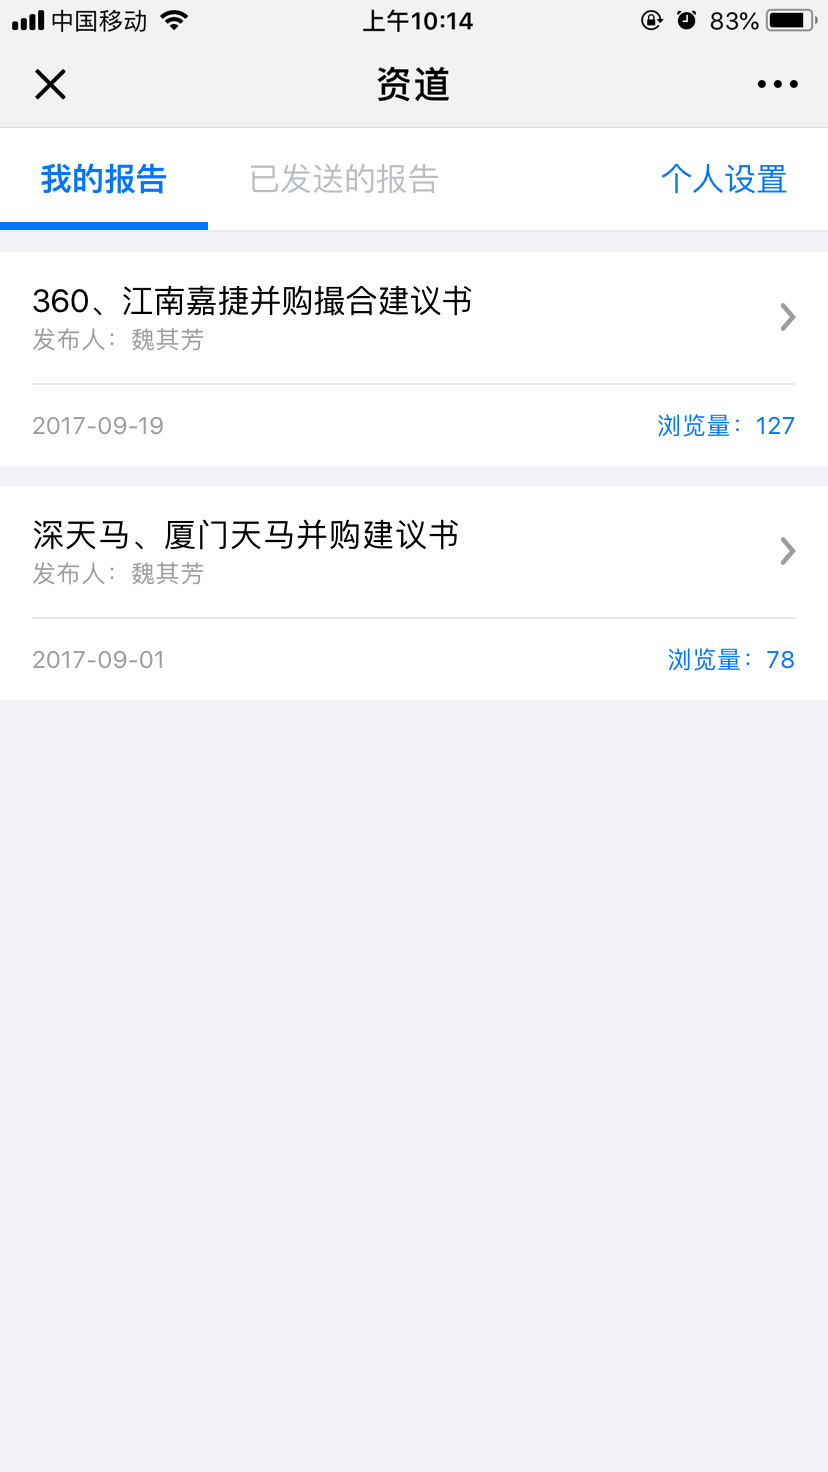 中国移动 上午10:14 83%
资道
我的报告 已发送的报告 个人设置
360、江南嘉捷并购撮合建议书
发布人：魏其芳
2017-09-19 浏览量：127
深天马、厦门天马并购建议书
发布人：魏其芳
2017-09-01 浏览量：78